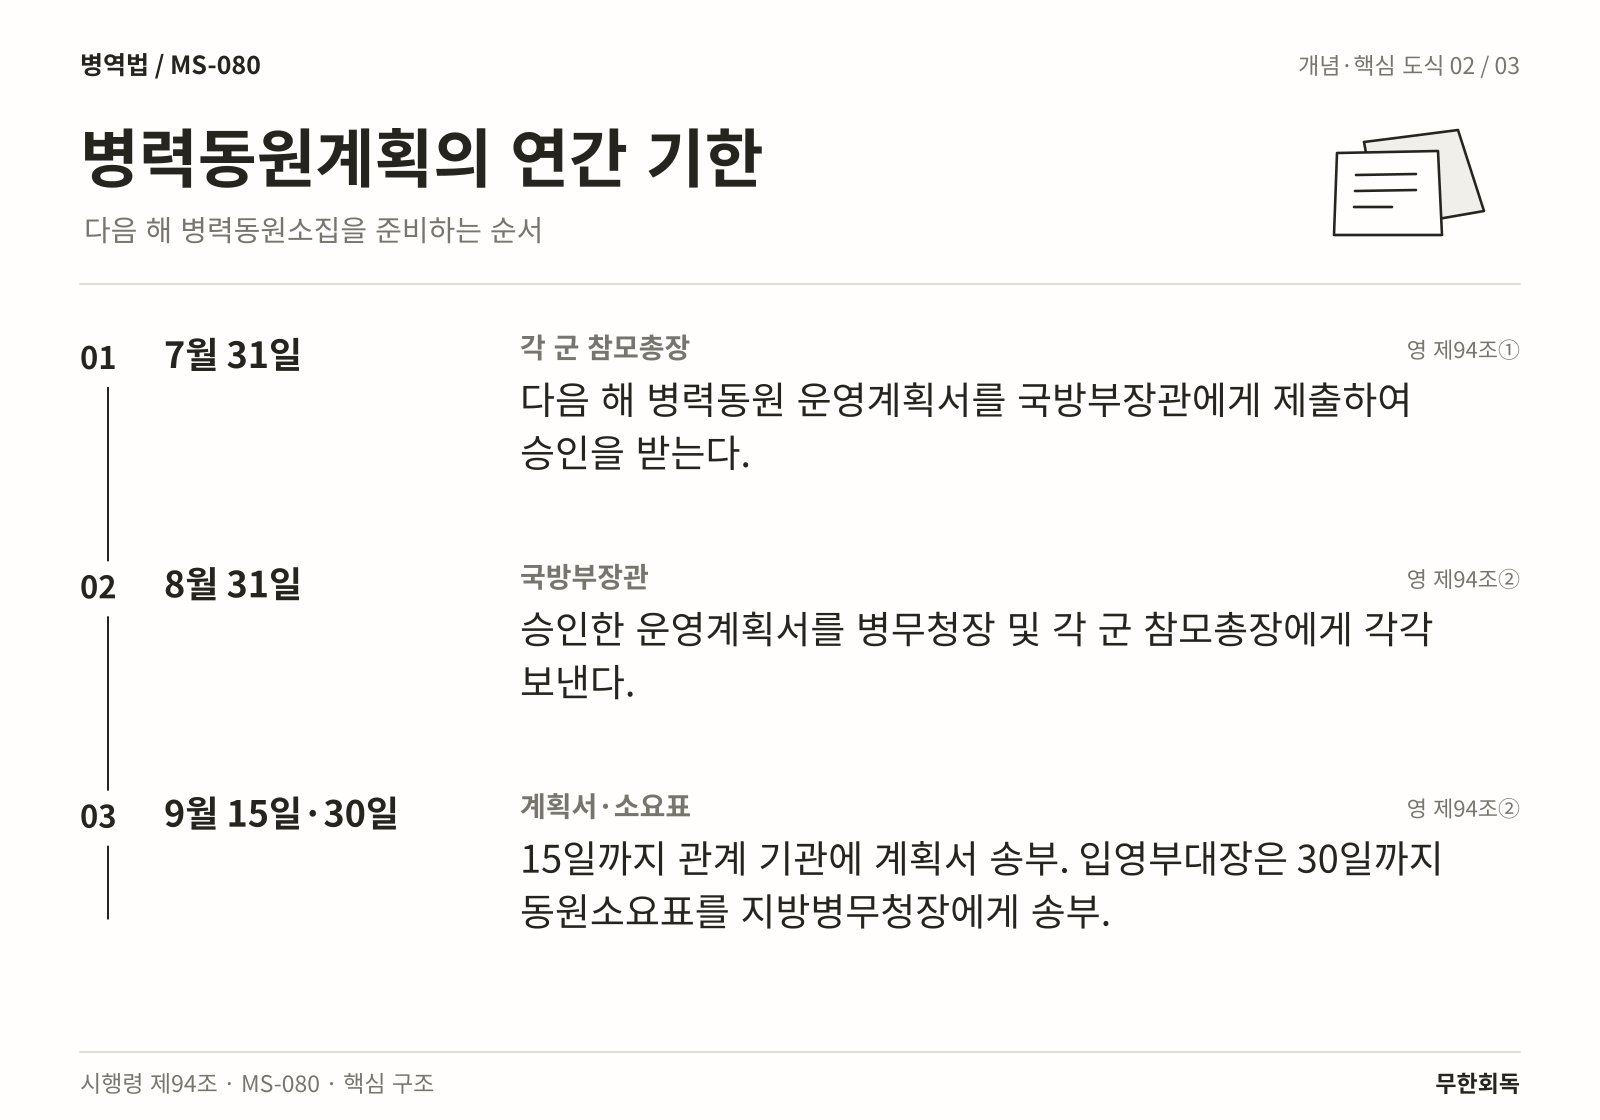 병역법 / MS-080
개념·핵심 도식 02 / 03
병력동원계획의 연간 기한
다음 해 병력동원소집을 준비하는 순서
01 7월 31일
각 군 참모총장
영 제94조①
다음 해 병력동원 운영계획서를 국방부장관에게 제출하여
승인을 받는다.
02 8월 31일
국방부장관
영 제94조②
승인한 운영계획서를 병무청장 및 각 군 참모총장에게 각각
보낸다.
03 9월 15일·30일
계획서·소요표
영 제94조②
15일까지 관계 기관에 계획서 송부. 입영부대장은 30일까지
동원소요표를 지방병무청장에게 송부.
시행령 제94조 · MS-080 · 핵심 구조
무한회독